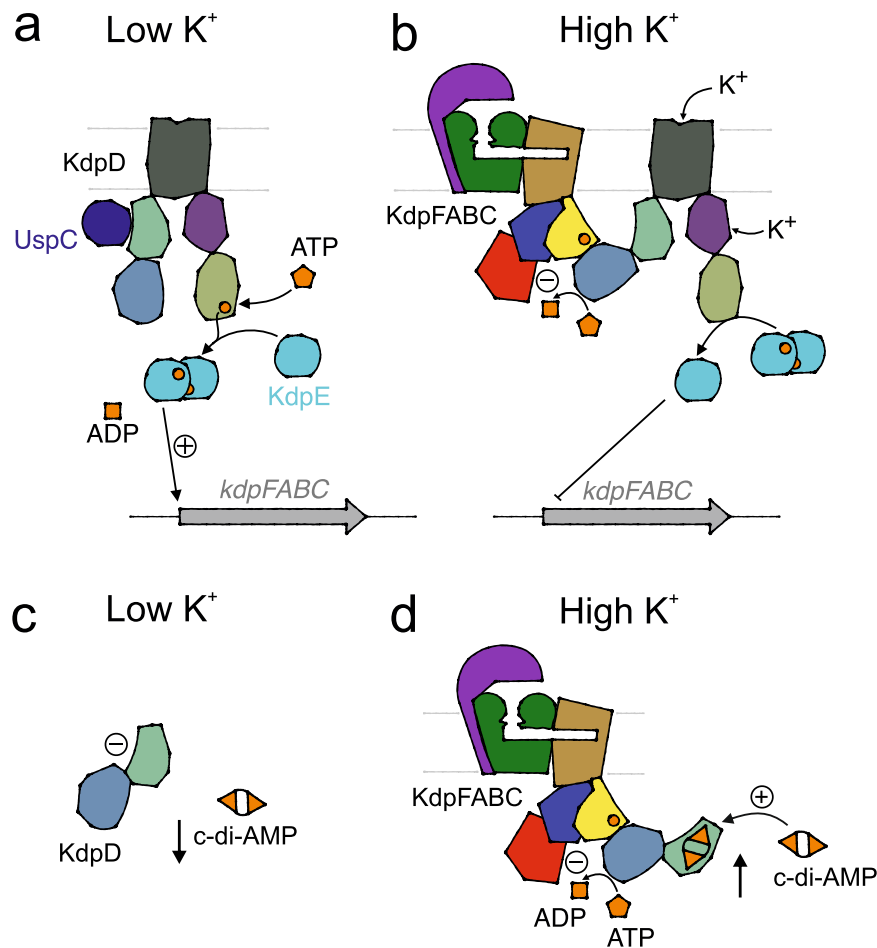 a
Low K⁺
KdpD
UspC
ATP
KdpE
ADP
+
kdpFABC
b
High K⁺
K⁺
KdpFABC
K⁺
−
kdpFABC
c
Low K⁺
−
KdpD
c-di-AMP
d
High K⁺
KdpFABC
+
−
c-di-AMP
ADP
ATP